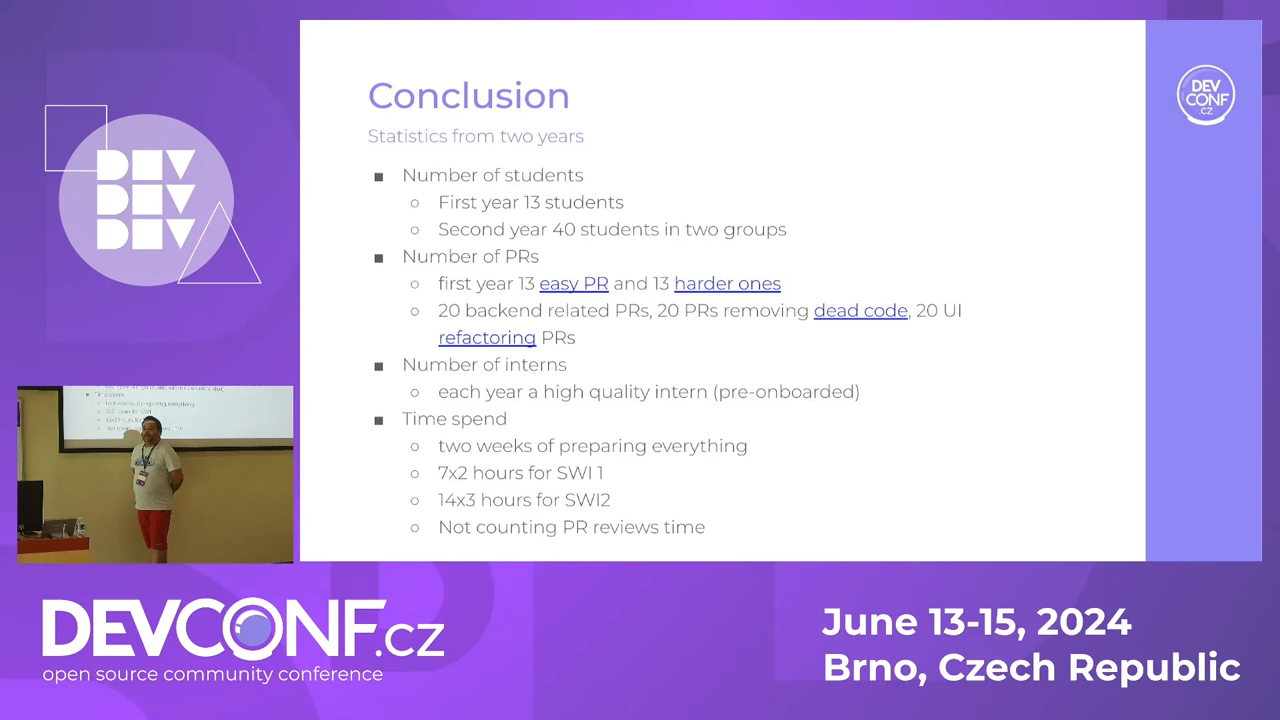 Conclusion
Statistics from two years
■ Number of students
○ First year 13 students
○ Second year 40 students in two groups
■ Number of PRs
○ first year 13 easy PR and 13 harder ones
○ 20 backend related PRs, 20 PRs removing dead code, 20 UI
refactoring PRs
■ Number of interns
○ each year a high quality intern (pre-onboarded)
■ Time spend
○ two weeks of preparing everything
○ 7x2 hours for SWI 1
○ 14x3 hours for SWI2
○ Not counting PR reviews time
DEV
CONF
.CZ
DEV
DEV
DEV
DEVCONF.cz
open source community conference
June 13-15, 2024
Brno, Czech Republic